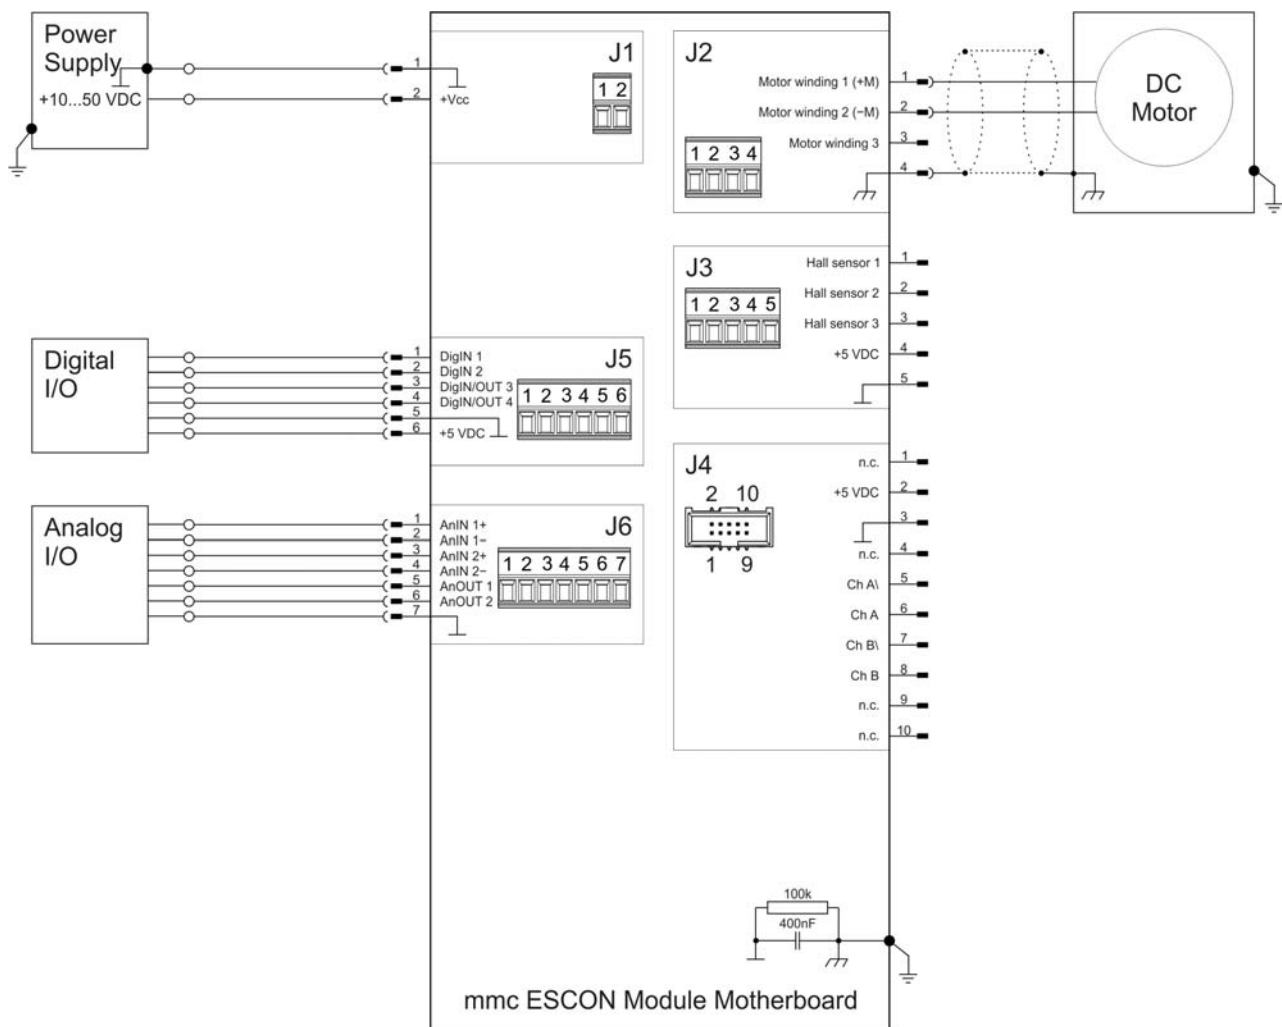 Power
Supply
+10...50 VDC
1
2
+Vcc
J1
1 2
J2
Motor winding 1 (+M)
1
Motor winding 2 (−M)
2
Motor winding 3
3
4
1 2 3 4
DC
Motor
J3
Hall sensor 1
1
Hall sensor 2
2
Hall sensor 3
3
+5 VDC
4
5
1 2 3 4 5
Digital
I/O
1
DigIN 1
2
DigIN 2
3
DigIN/OUT 3
4
DigIN/OUT 4
5
6
+5 VDC
J5
1 2 3 4 5 6
J4
2 10
1 9
n.c.
1
+5 VDC
2
3
n.c.
4
Ch A\
5
Ch A
6
Ch B\
7
Ch B
8
n.c.
9
n.c.
10
Analog
I/O
1
AnIN 1+
2
AnIN 1−
3
AnIN 2+
4
AnIN 2−
5
AnOUT 1
6
AnOUT 2
7
J6
1 2 3 4 5 6 7
100k
400nF
mmc ESCON Module Motherboard